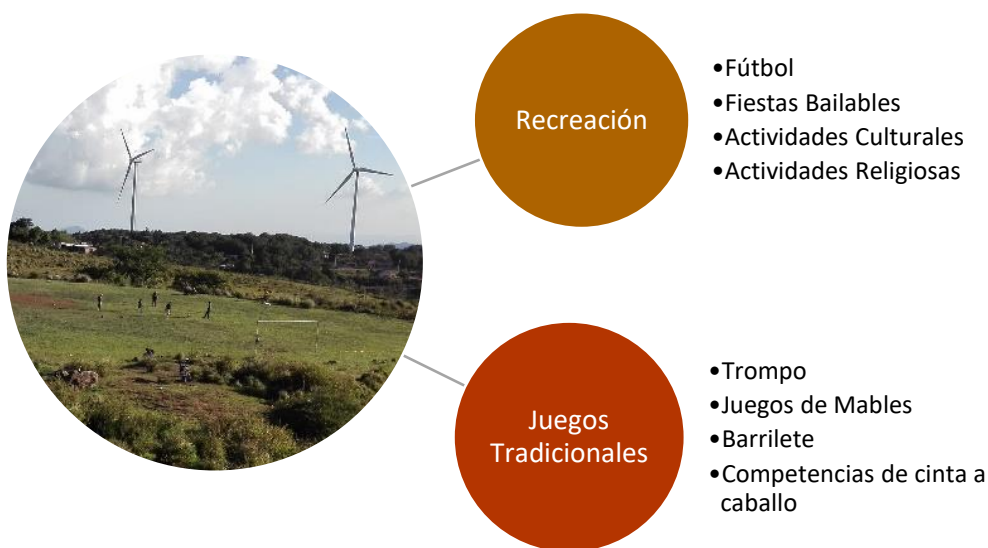 Recreación
•Fútbol
•Fiestas Bailables
•Actividades Culturales
•Actividades Religiosas
Juegos
Tradicionales
•Trompo
•Juegos de Mables
•Barrilete
•Competencias de cinta a
caballo